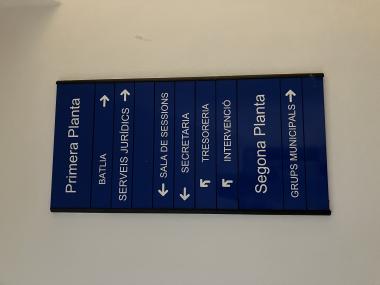 Primera Planta
BATLIA
SERVEIS JURÍDICS
SALA DE SESSIONS
SECRETARIA
TRESORERIA
INTERVENCIÓ
Segona Planta
GRUPS MUNICIPALS